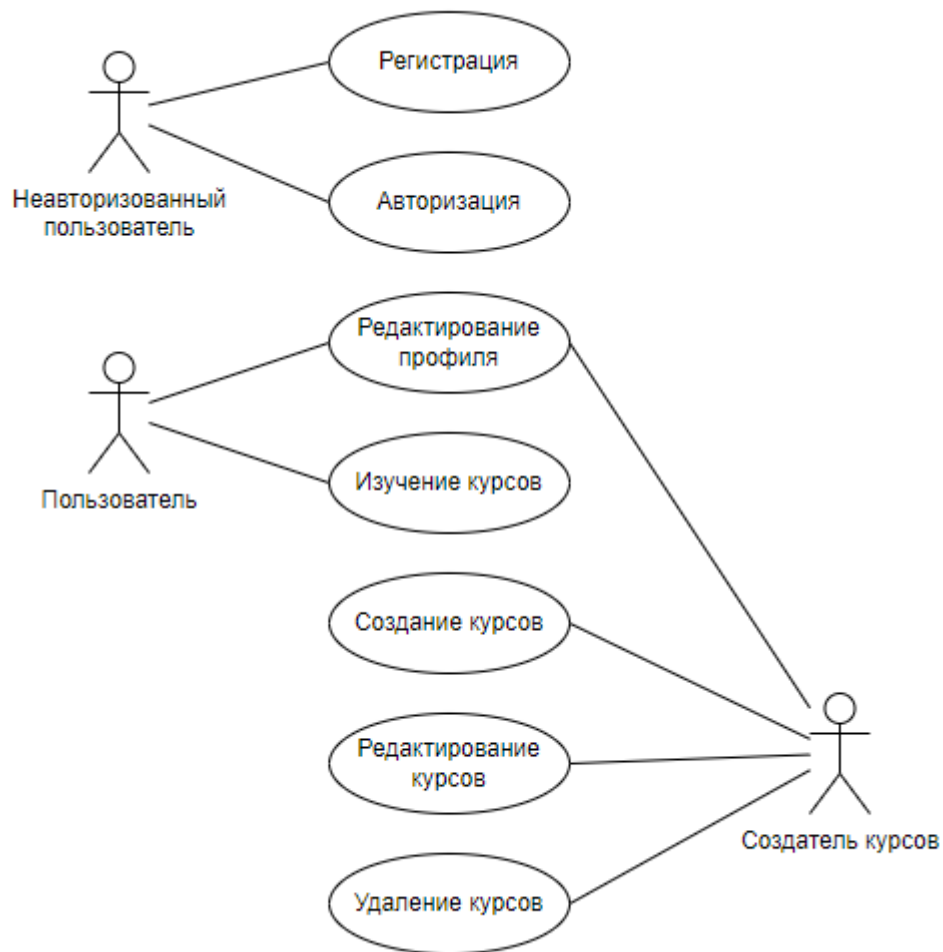 Регистрация
Неавторизованный
пользователь
Авторизация
Редактирование
профиля
Пользователь
Изучение курсов
Создание курсов
Редактирование
курсов
Создатель курсов
Удаление курсов